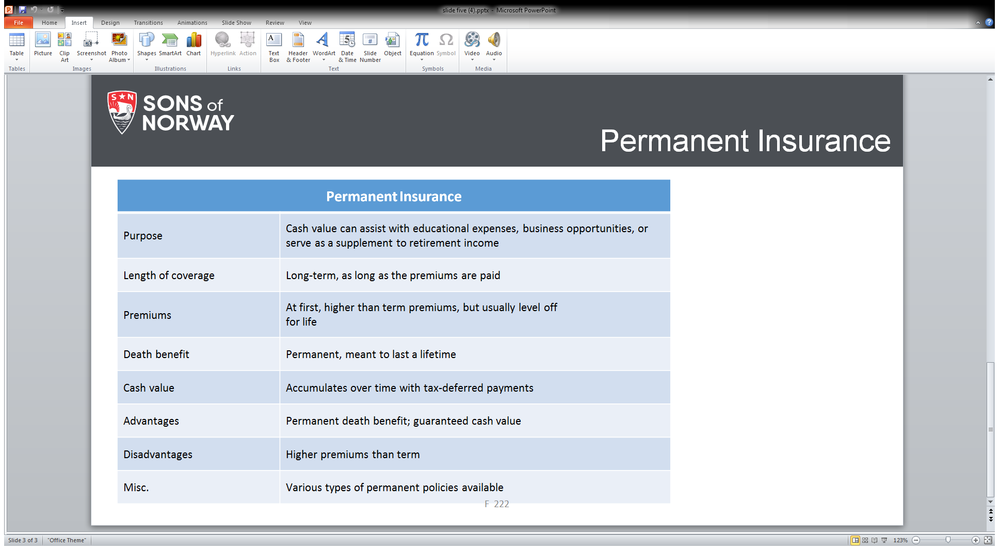 slide five (4).pptx - Microsoft PowerPoint
File Home Insert Design Transitions Animations Slide Show Review View
Table Picture Clip Art Screenshot Photo Album Shapes SmartArt Chart Hyperlink Action Text Box Header & Footer WordArt Date & Time Slide Number Object Equation Symbol Video Audio
Tables Images Illustrations Links Text Symbols Media
S N
SONS of
NORWAY
Permanent Insurance
Permanent Insurance
Purpose
Cash value can assist with educational expenses, business opportunities, or
serve as a supplement to retirement income
Length of coverage
Long-term, as long as the premiums are paid
Premiums
At first, higher than term premiums, but usually level off
for life
Death benefit
Permanent, meant to last a lifetime
Cash value
Accumulates over time with tax-deferred payments
Advantages
Permanent death benefit; guaranteed cash value
Disadvantages
Higher premiums than term
Misc.
Various types of permanent policies available
F 222
Slide 3 of 3 "Office Theme" 123%